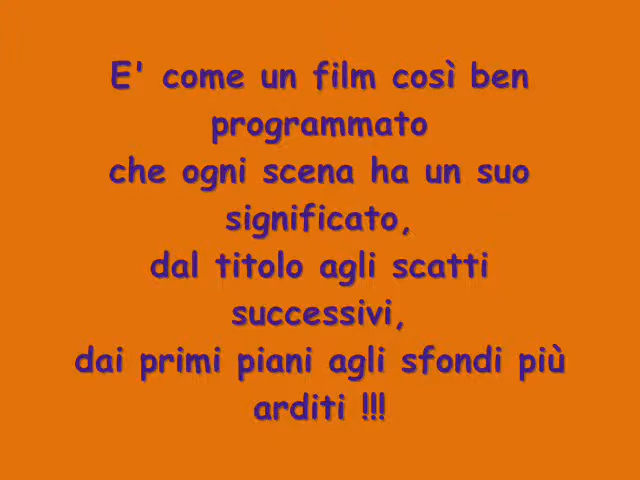 E' come un film così ben
programmato
che ogni scena ha un suo
significato,
dal titolo agli scatti
successivi,
dai primi piani agli sfondi più
arditi !!!